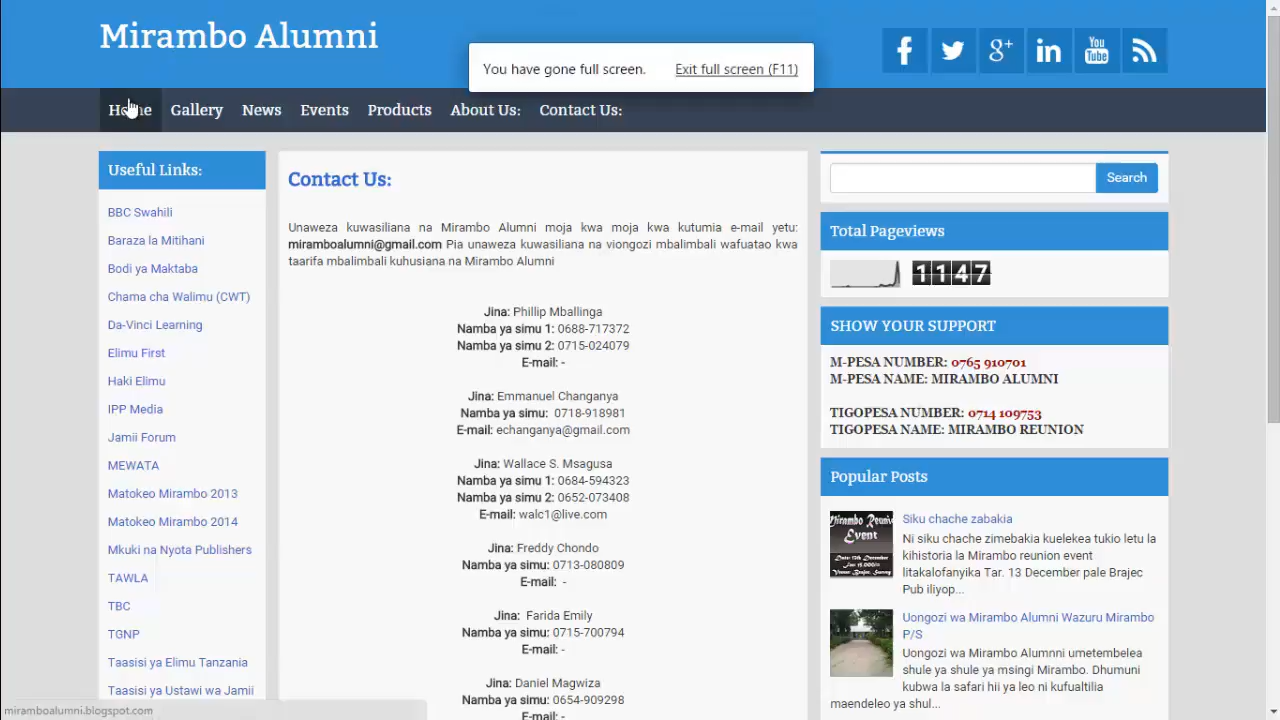 Mirambo Alumni
You have gone full screen. Exit full screen (F11)
Home Gallery News Events Products About Us: Contact Us:
Useful Links:
BBC Swahili
Baraza la Mitihani
Bodi ya Maktaba
Chama cha Walimu (CWT)
Da-Vinci Learning
Elimu First
Haki Elimu
IPP Media
Jamii Forum
MEWATA
Matokeo Mirambo 2013
Matokeo Mirambo 2014
Mkuki na Nyota Publishers
TAWLA
TBC
TGNP
Taasisi ya Elimu Tanzania
Taasisi ya Ustawi wa Jamii
Contact Us:
Unaweza kuwasiliana na Mirambo Alumni moja kwa moja kwa kutumia e-mail yetu:
miramboalumni@gmail.com Pia unaweza kuwasiliana na viongozi mbalimbali wafuatao kwa
taarifa mbalimbali kuhusiana na Mirambo Alumni
Jina: Phillip Mballinga
Namba ya simu 1: 0688-717372
Namba ya simu 2: 0715-024079
E-mail: -
Jina: Emmanuel Changanya
Namba ya simu: 0718-918981
E-mail: echanganya@gmail.com
Jina: Wallace S. Msagusa
Namba ya simu 1: 0684-594323
Namba ya simu 2: 0652-073408
E-mail: walc1@live.com
Jina: Freddy Chondo
Namba ya simu: 0713-080809
E-mail: -
Jina: Farida Emily
Namba ya simu: 0715-700794
E-mail: -
Jina: Daniel Magwiza
Namba ya simu: 0654-909298
E-mail: -
Search
Total Pageviews
1147
SHOW YOUR SUPPORT
M-PESA NUMBER: 0765 910701
M-PESA NAME: MIRAMBO ALUMNI
TIGOPESA NUMBER: 0714 109753
TIGOPESA NAME: MIRAMBO REUNION
Popular Posts
Mirambo Reunion
Event
Siku chache zabakia
Ni siku chache zimebakia kuelekea tukio letu la
kihistoria la Mirambo reunion event
litakalofanyika Tar. 13 December pale Brajec
Pub iliyop...
Uongozi wa Mirambo Alumni Wazuru Mirambo
P/S
Uongozi wa Mirambo Alumnni umetembelea
shule ya shule ya msingi Mirambo. Dhumuni
kubwa la safari hii ya leo ni kufualtilia
maendeleo ya shul...
miramboalumni.blogspot.com